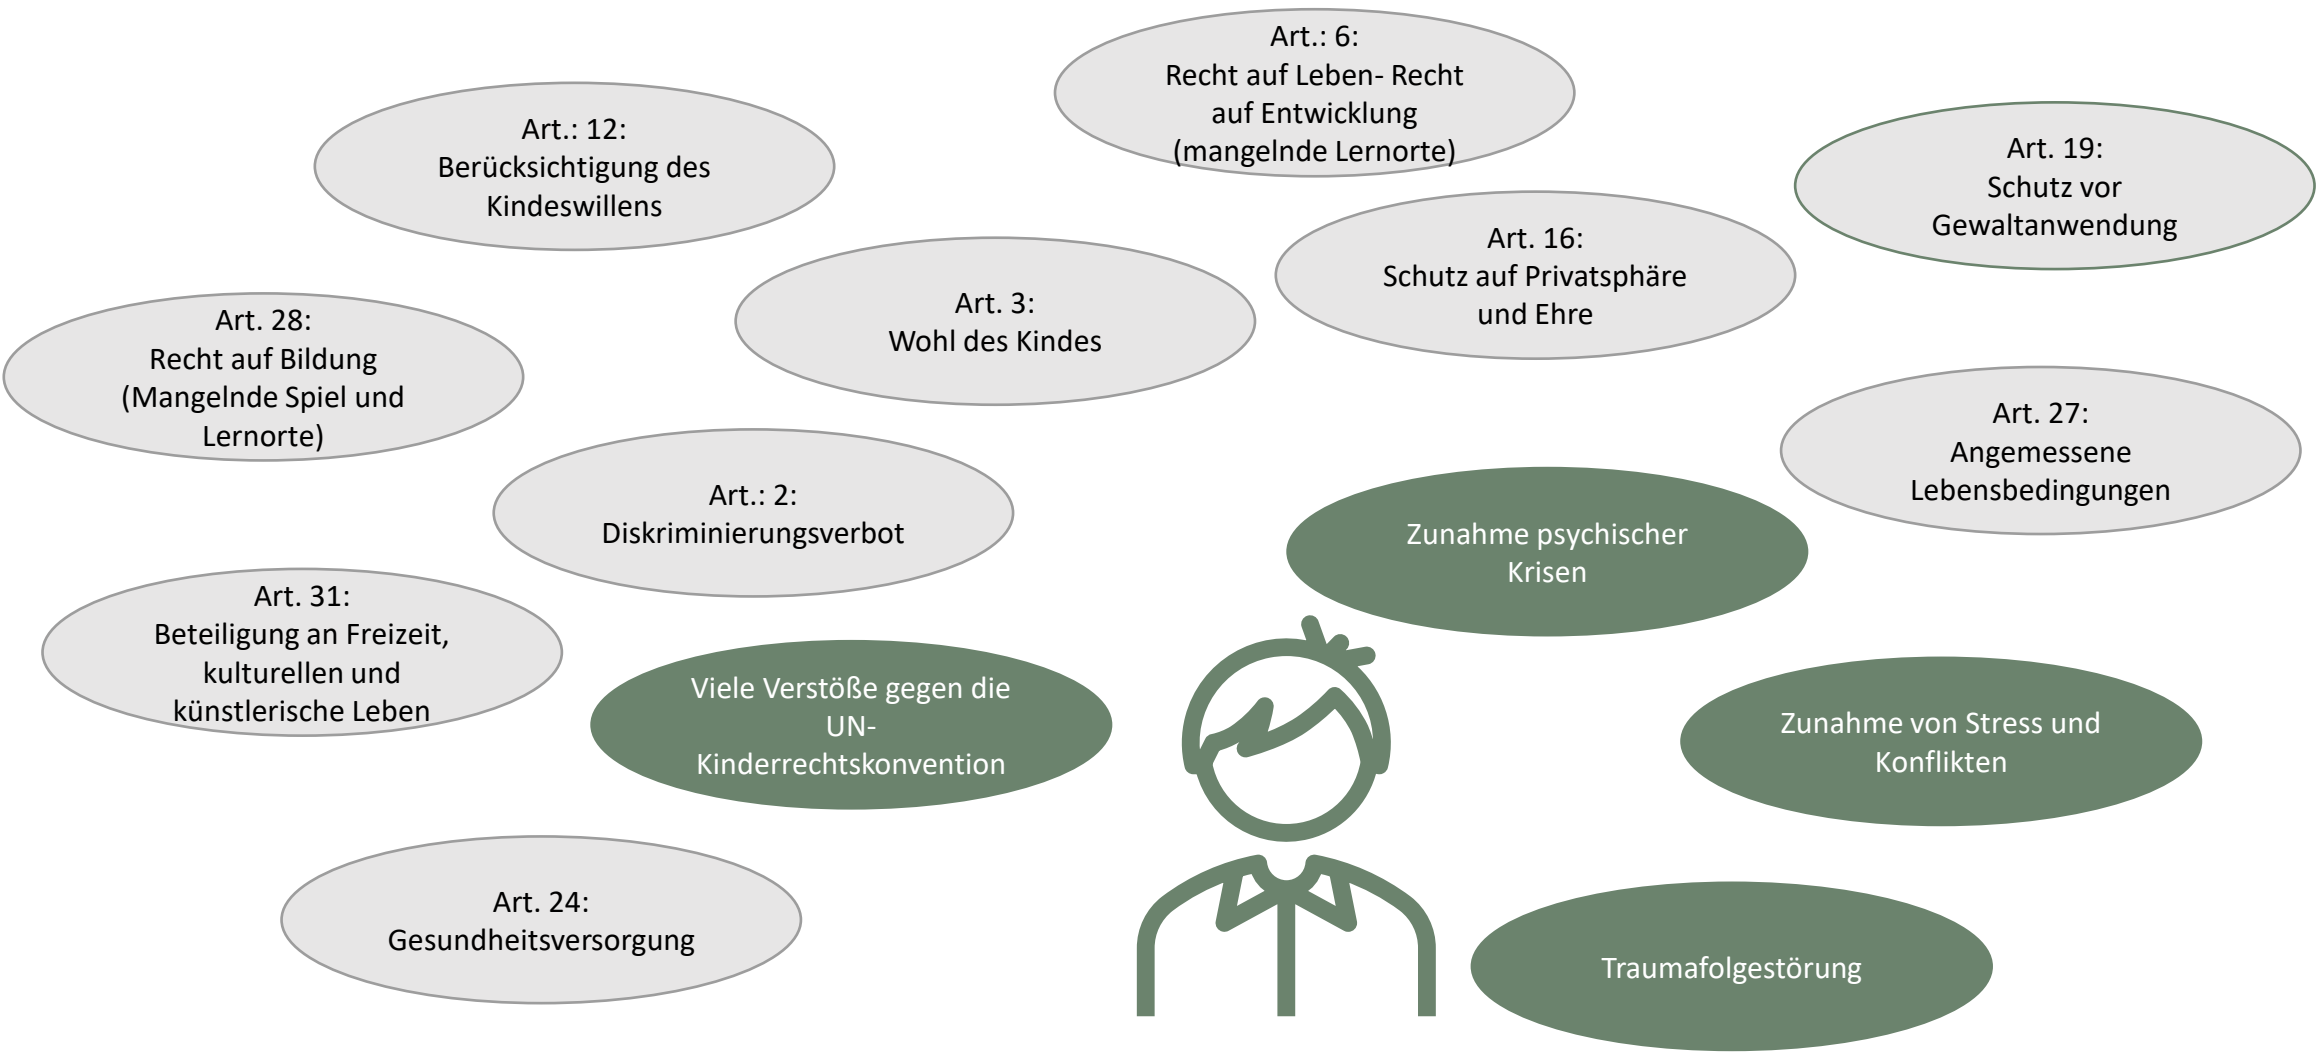 Art.: 6:
Recht auf Leben- Recht
auf Entwicklung
(mangelnde Lernorte)
Art.: 12:
Berücksichtigung des
Kindeswillens
Art. 19:
Schutz vor
Gewaltanwendung
Art. 16:
Schutz auf Privatsphäre
und Ehre
Art. 3:
Wohl des Kindes
Art. 28:
Recht auf Bildung
(Mangelnde Spiel und
Lernorte)
Art. 27:
Angemessene
Lebensbedingungen
Art.: 2:
Diskriminierungsverbot
Zunahme psychischer
Krisen
Art. 31:
Beteiligung an Freizeit,
kulturellen und
künstlerische Leben
Viele Verstöße gegen die
UN-
Kinderrechtskonvention
Zunahme von Stress und
Konflikten
Art. 24:
Gesundheitsversorgung
Traumafolgestörung